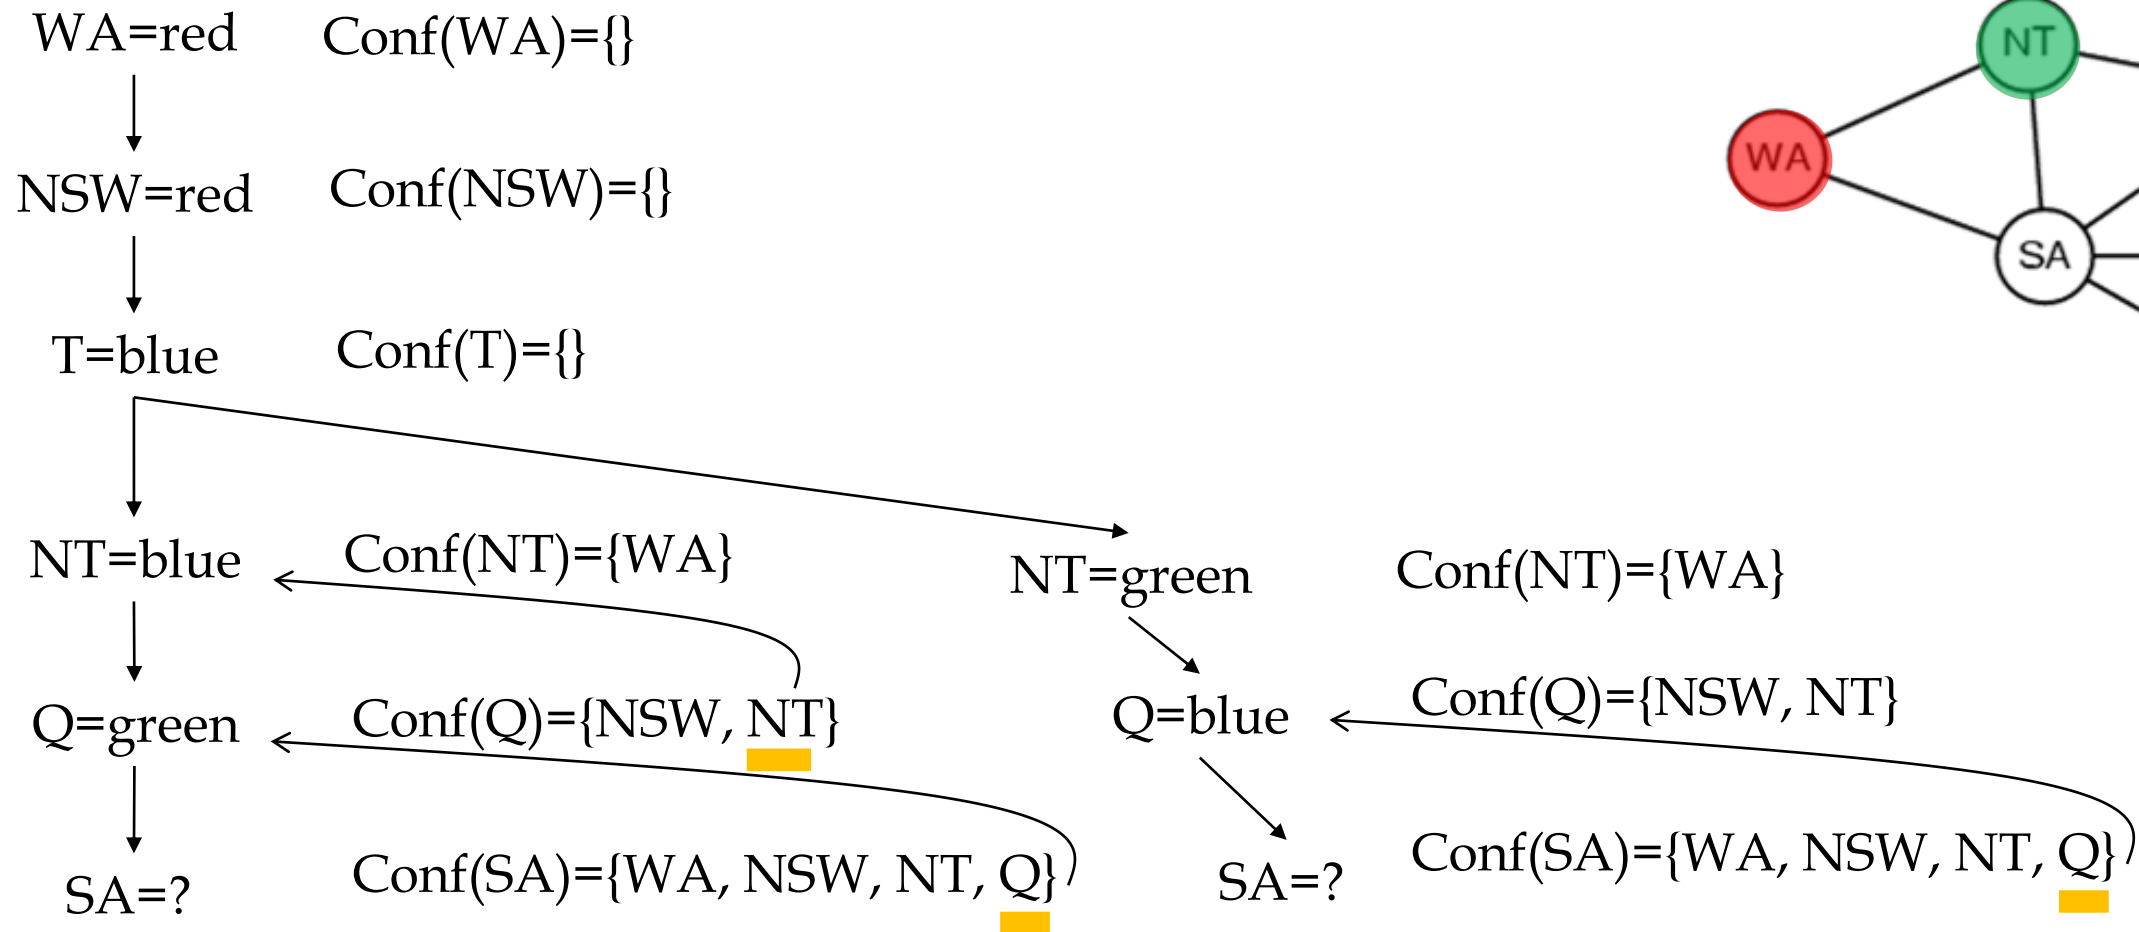 WA=red Conf(WA)={}
NSW=red Conf(NSW)={}
T=blue Conf(T)={}
NT=blue Conf(NT)={WA}
Q=green Conf(Q)={NSW, NT}
SA=? Conf(SA)={WA, NSW, NT, Q}
NT=green Conf(NT)={WA}
Q=blue Conf(Q)={NSW, NT}
SA=? Conf(SA)={WA, NSW, NT, Q}
NT
WA
SA